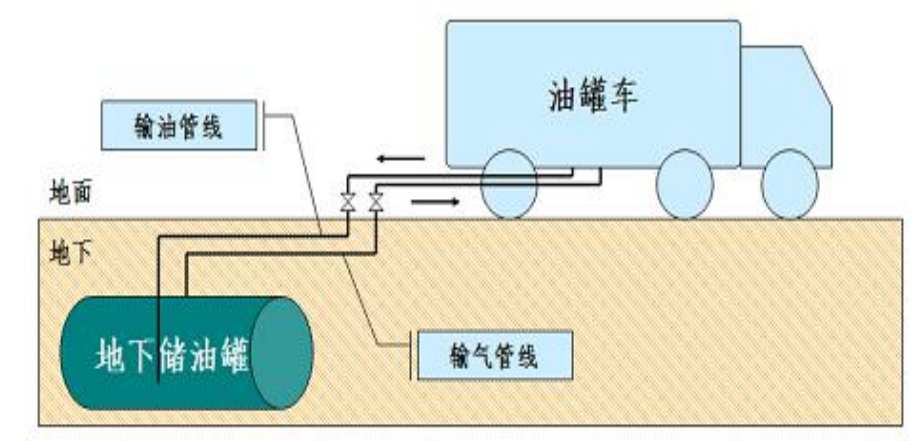 油罐车
输油管线
地面
地下
地下储油罐
输气管线